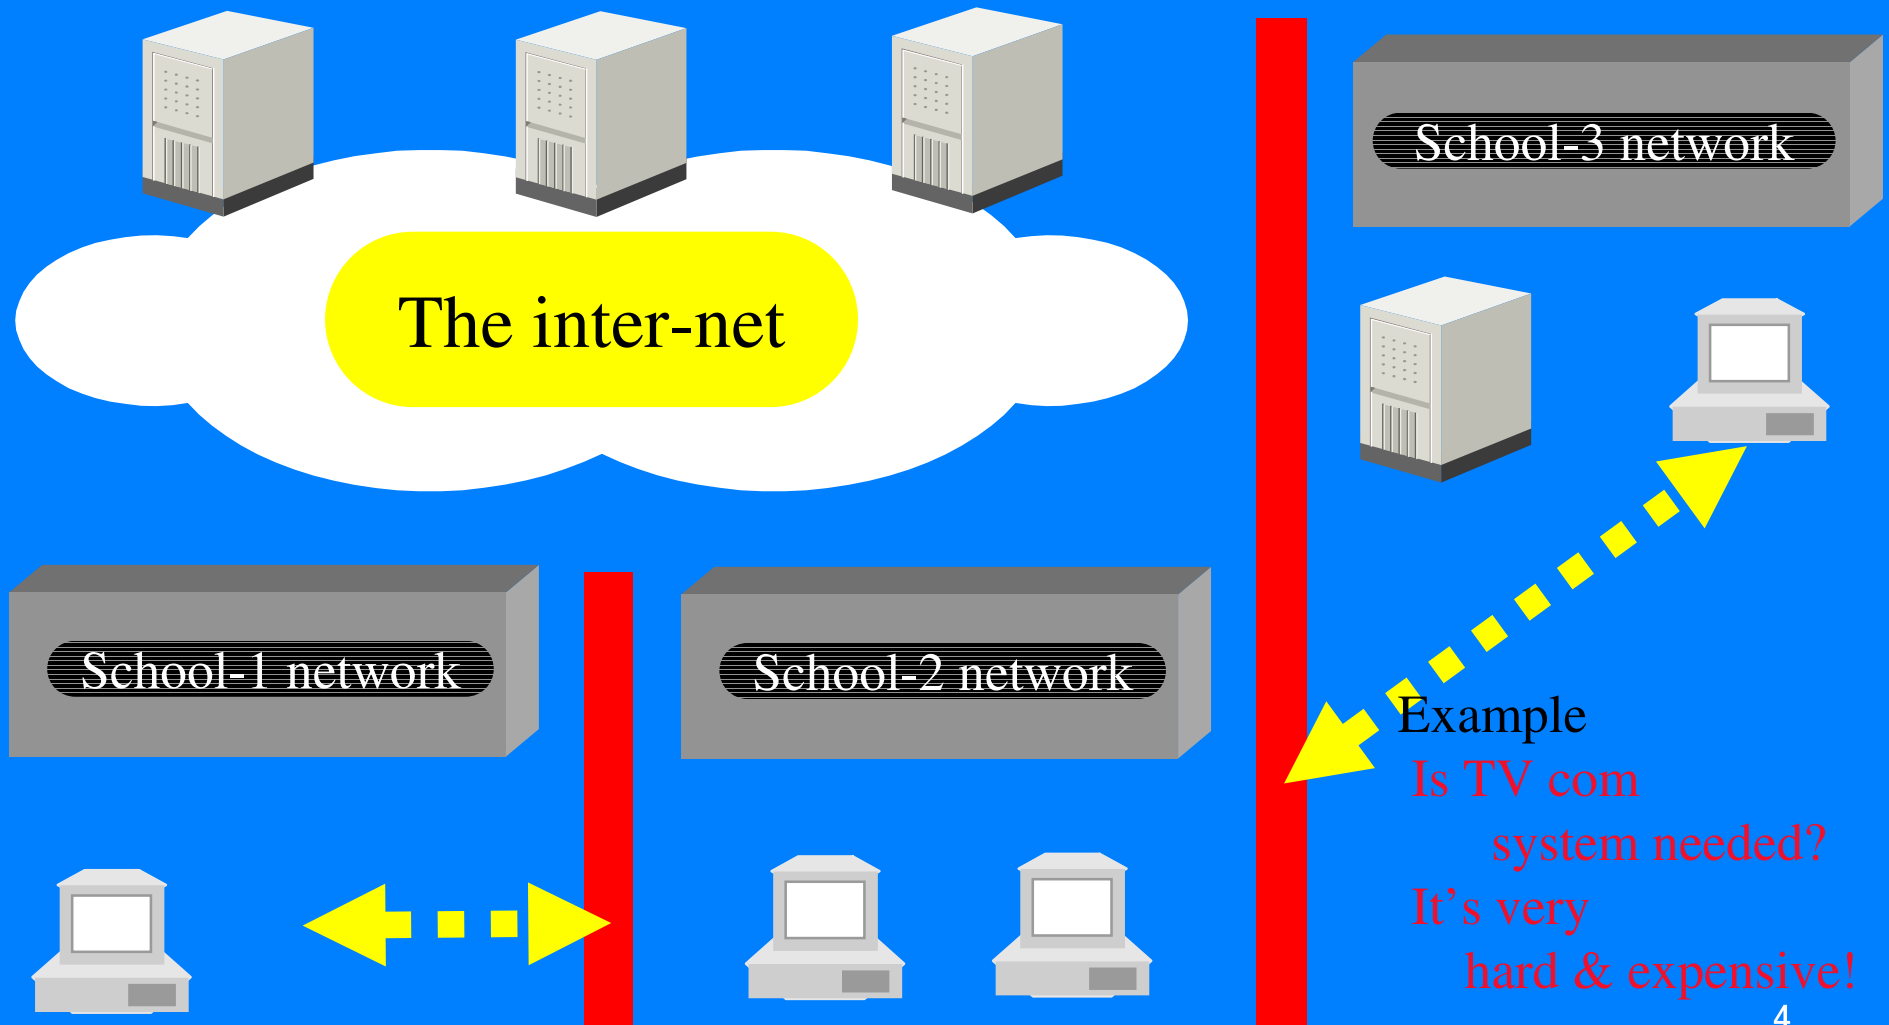 School-3 network
The inter-net
School-1 network
School-2 network
Example
Is TV com
system needed?
It's very
hard & expensive!
4